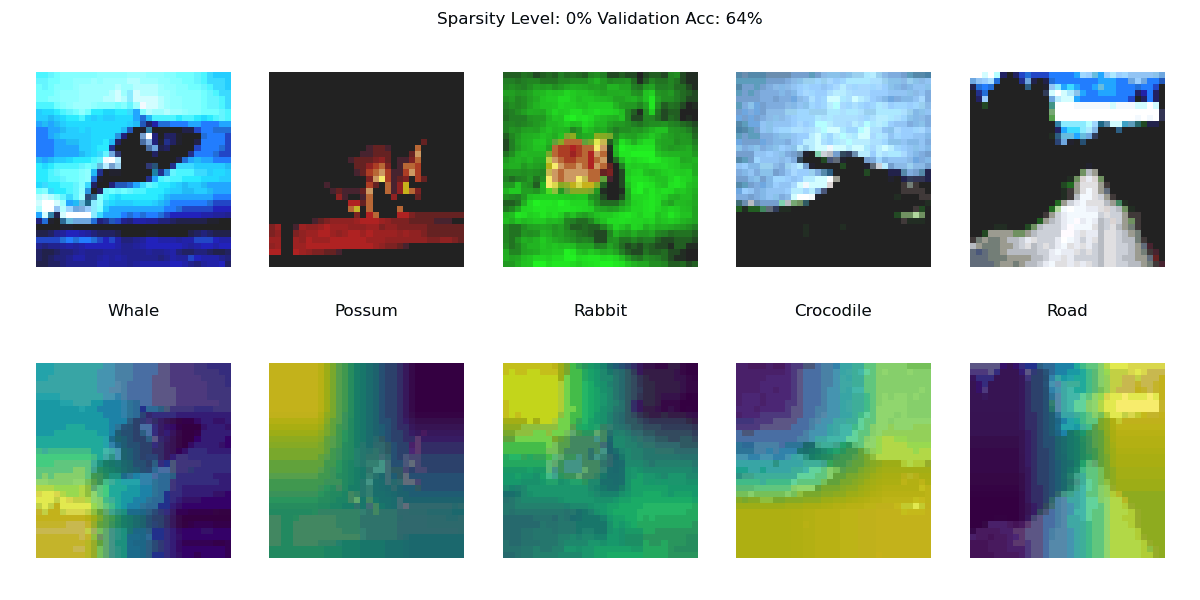 Sparsity Level: 0% Validation Acc: 64%
Whale
Possum
Rabbit
Crocodile
Road